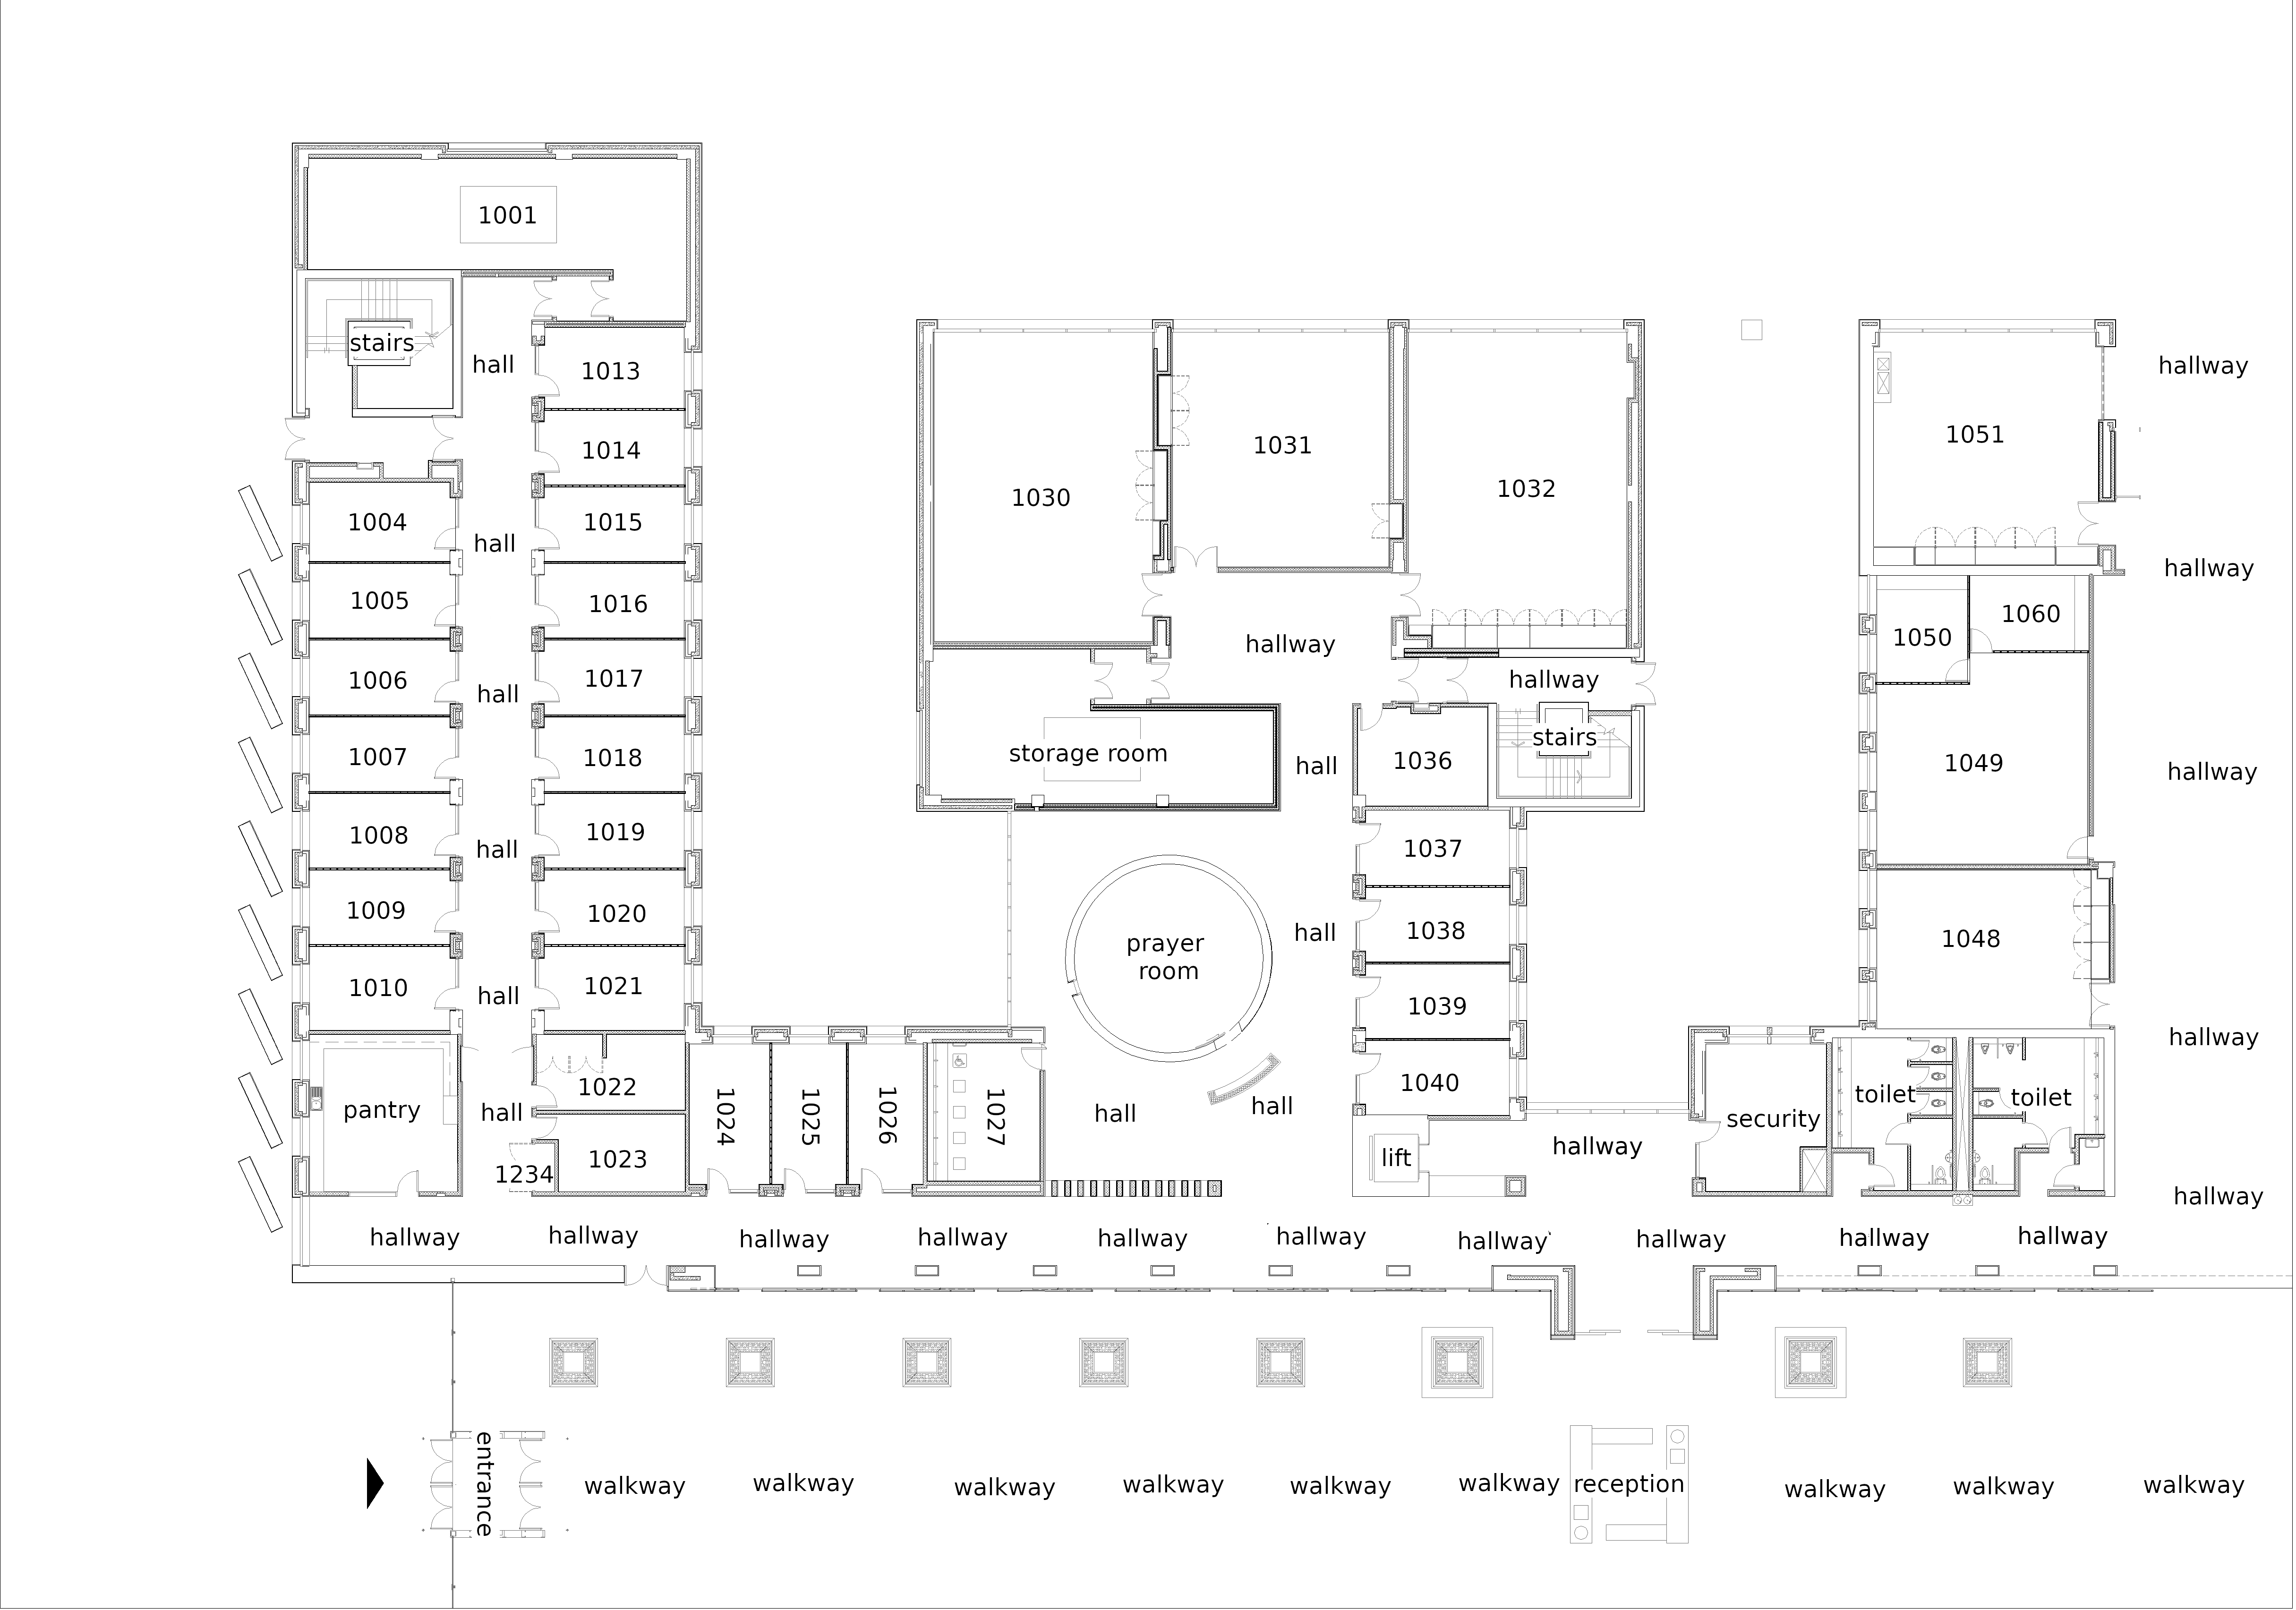 1001
stairs
hall
1013
1014
1004
hall
1015
1005
1016
1006
hall
1017
1007
1018
1008
hall
1019
1009
1020
1010
hall
1021
pantry
hall
1022
1234
1023
1024
1025
1026
1027
1030
1031
1032
hallway
hallway
storage room
hall
1036
stairs
1037
prayer
room
hall
1038
1039
1040
hall
hall
lift
hallway
security
toilet
toilet
1051
hallway
hallway
1050
1060
1049
hallway
1048
hallway
hallway
hallway
hallway
hallway
hallway
hallway
hallway
hallway
hallway
hallway
hallway
entrance
walkway
walkway
walkway
walkway
walkway
walkway
reception
walkway
walkway
walkway